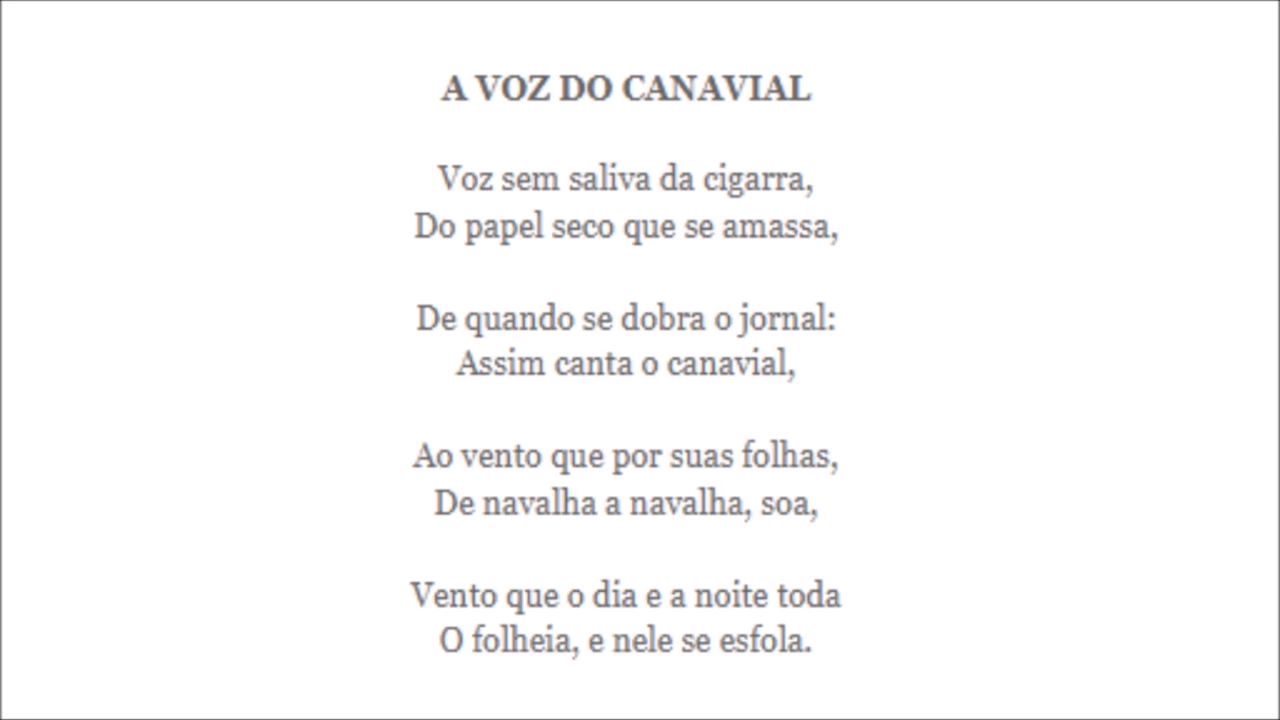 A VOZ DO CANAVIAL
Voz sem saliva da cigarra,
Do papel seco que se amassa,
De quando se dobra o jornal:
Assim canta o canavial,
Ao vento que por suas folhas,
De navalha a navalha, soa,
Vento que o dia e a noite toda
O folheia, e nele se esfola.